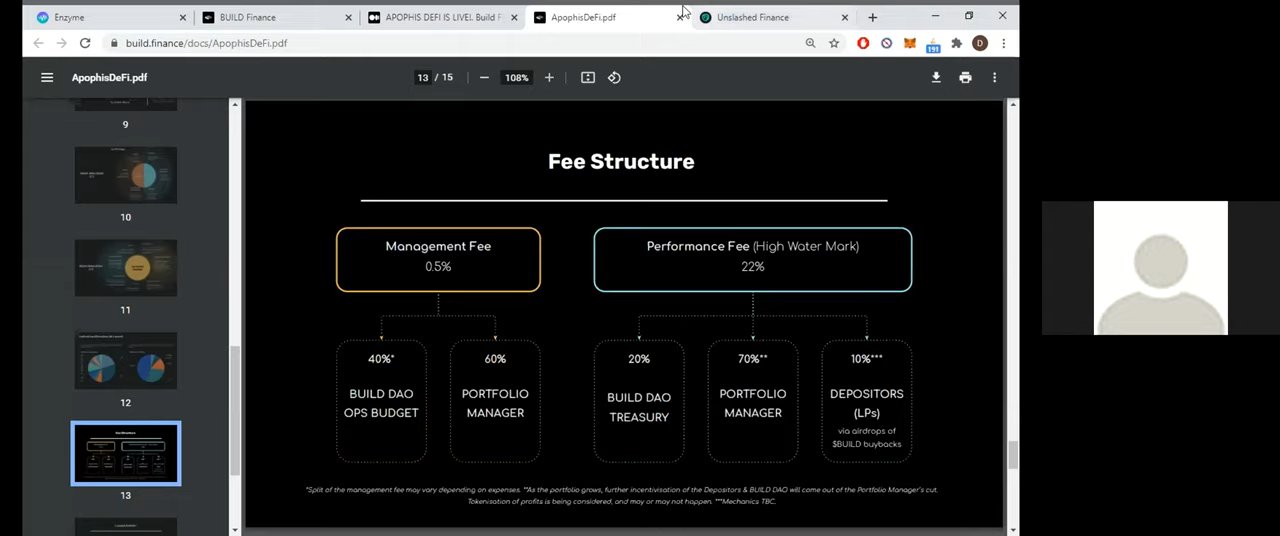 Enzyme
BUILD Finance
APOPHIS DEFI IS LIVE!. Build F
ApophisDeFi.pdf
Unslashed Finance
build.finance/docs/ApophisDeFi.pdf
191
D
ApophisDeFi.pdf
13 / 15
108%
9
10
11
12
13
Fee Structure
Management Fee
0.5%
Performance Fee (High Water Mark)
22%
40%*
BUILD DAO
OPS BUDGET
60%
PORTFOLIO
MANAGER
20%
BUILD DAO
TREASURY
70%**
PORTFOLIO
MANAGER
10%***
DEPOSITORS
(LPs)
via airdrops of
$BUILD buybacks
*Split of the management fee may vary depending on expenses. **As the portfolio grows, further incentivisation of the Depositors & BUILD DAO will come out of the Portfolio Manager's cut.
Tokenisation of profits is being considered, and may or may not happen. ***Mechanics TBC.